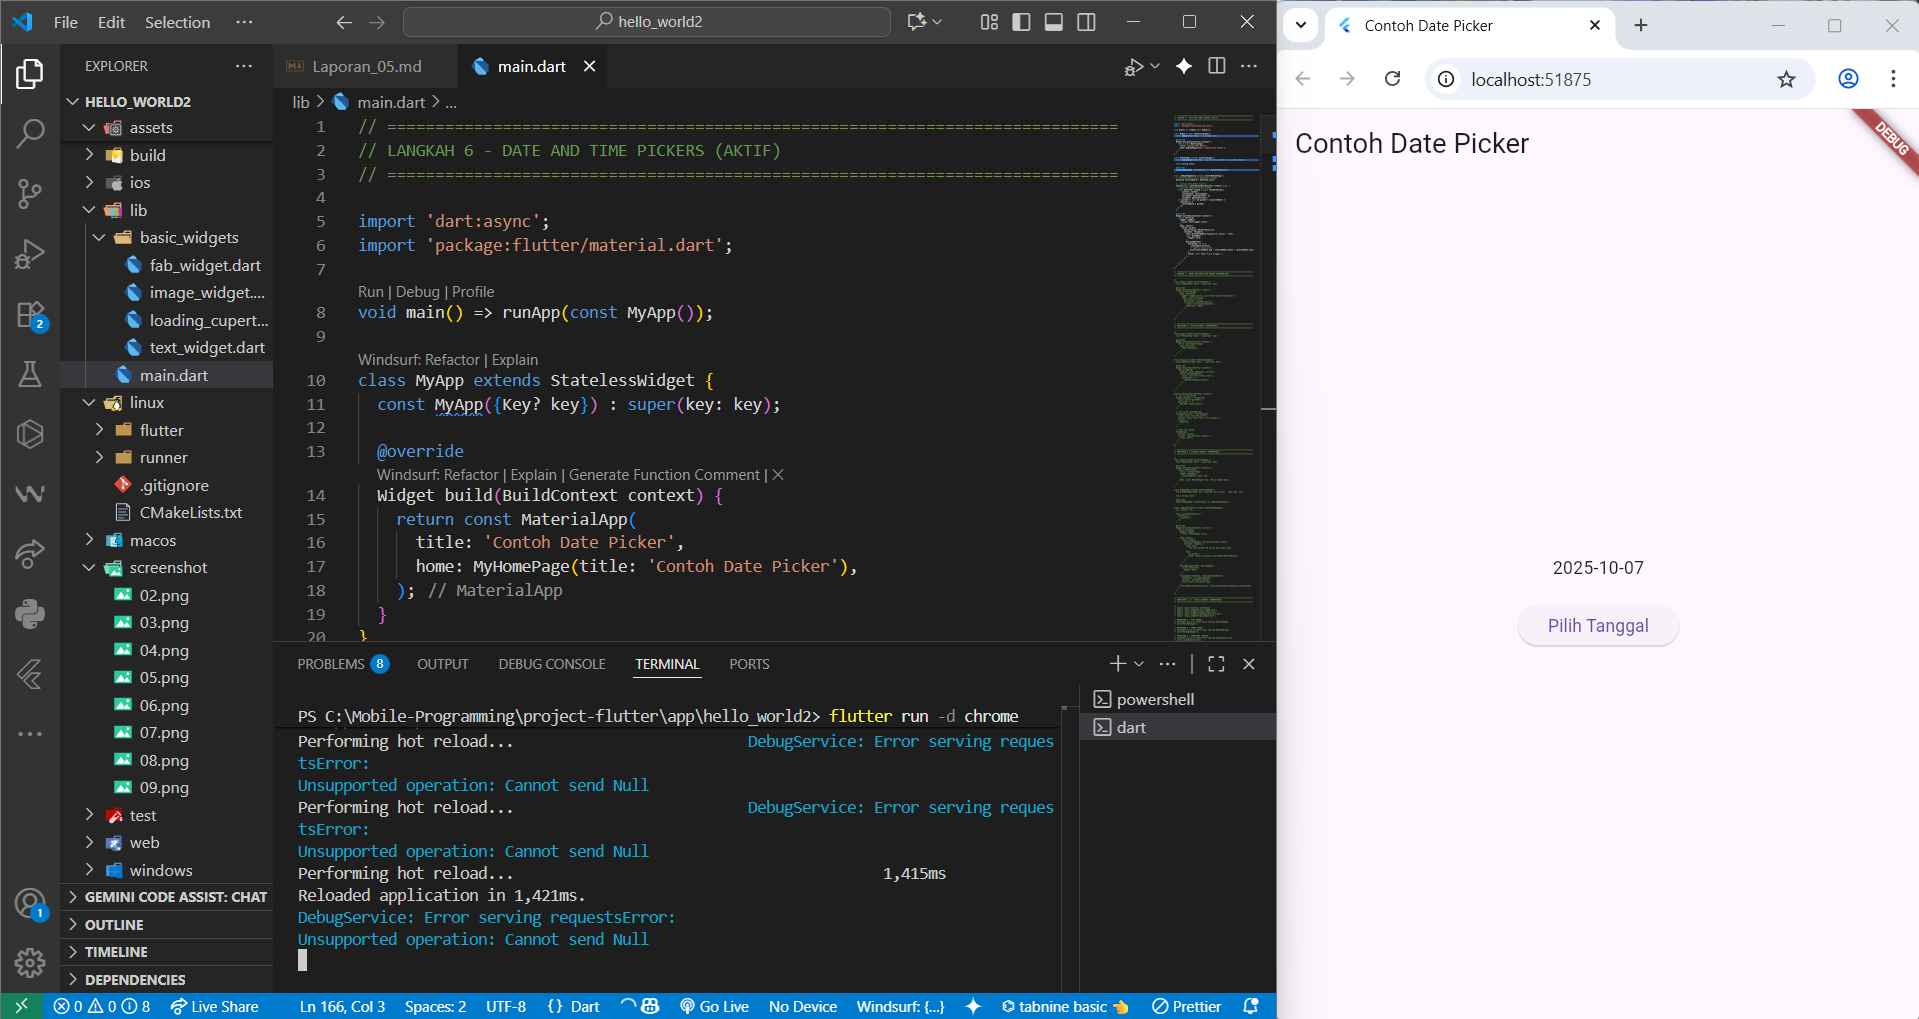 File Edit Selection ··· hello_world2
EXPLORER ···
HELLO_WORLD2
assets
build
ios
lib
basic_widgets
fab_widget.dart
image_widget....
loading_cupert...
text_widget.dart
main.dart
linux
flutter
runner
.gitignore
CMakeLists.txt
macos
screenshot
02.png
03.png
04.png
05.png
06.png
07.png
08.png
09.png
test
web
windows
GEMINI CODE ASSIST: CHAT
OUTLINE
TIMELINE
DEPENDENCIES
2
1
Laporan_05.md main.dart
lib > main.dart > ...
1 // ============================================================================
2 // LANGKAH 6 - DATE AND TIME PICKERS (AKTIF)
3 // ============================================================================
4
5 import 'dart:async';
6 import 'package:flutter/material.dart';
7
Run | Debug | Profile
8 void main() => runApp(const MyApp());
9
Windsurf: Refactor | Explain
10 class MyApp extends StatelessWidget {
11 const MyApp({Key? key}) : super(key: key);
12
13 @override
Windsurf: Refactor | Explain | Generate Function Comment | ×
14 Widget build(BuildContext context) {
15 return const MaterialApp(
16 title: 'Contoh Date Picker',
17 home: MyHomePage(title: 'Contoh Date Picker'),
18 ); // MaterialApp
19 }
20 }
PROBLEMS 8 OUTPUT DEBUG CONSOLE TERMINAL PORTS
PS C:\Mobile-Programming\project-flutter\app\hello_world2> flutter run -d chrome
Performing hot reload... DebugService: Error serving reques
tsError:
Unsupported operation: Cannot send Null
Performing hot reload... DebugService: Error serving reques
tsError:
Unsupported operation: Cannot send Null
Performing hot reload... 1,415ms
Reloaded application in 1,421ms.
DebugService: Error serving requestsError:
Unsupported operation: Cannot send Null
powershell
dart
0 0 8 Live Share Ln 166, Col 3 Spaces: 2 UTF-8 {} Dart Go Live No Device Windsurf: {...} tabnine basic Prettier
Contoh Date Picker
localhost:51875
Contoh Date Picker
DEBUG
2025-10-07
Pilih Tanggal